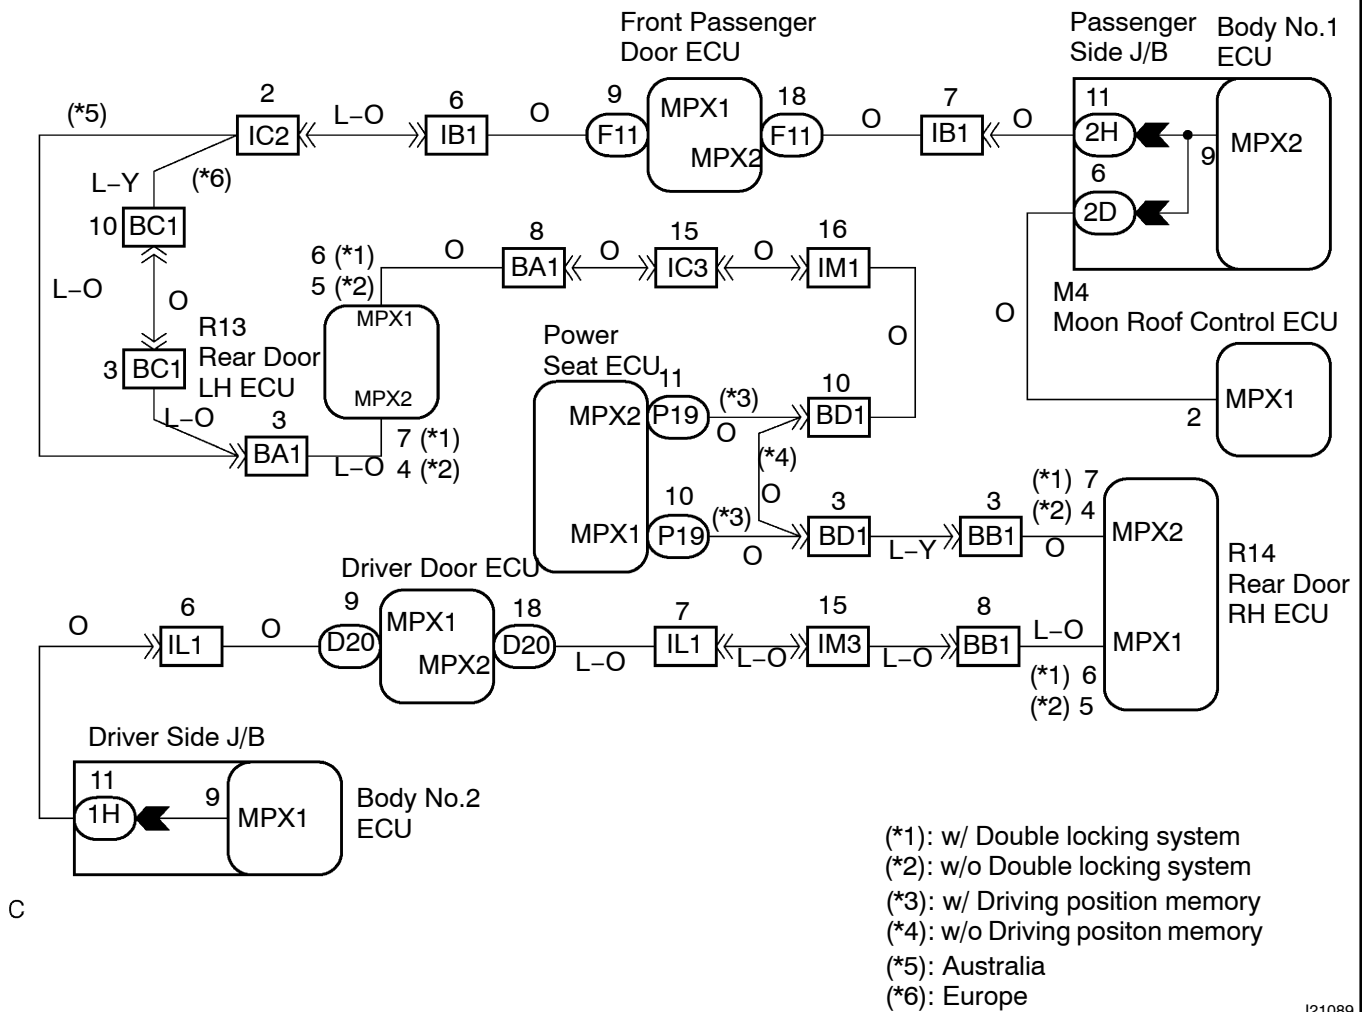 Front Passenger
Door ECU
Passenger
Side J/B
Body No.1
ECU
(*5)
2
IC2
L–O
6
IB1
O
9
F11
MPX1
MPX2
18
F11
O
7
IB1
O
11
2H
9
MPX2
6
2D
L–Y
(*6)
10
BC1
L–O
O
3
BC1
L–O
R13
Rear Door
LH ECU
6 (*1)
5 (*2)
MPX1
MPX2
O
8
BA1
O
15
IC3
O
16
IM1
O
3
BA1
L–O
7 (*1)
4 (*2)
O
M4
Moon Roof Control ECU
2
MPX1
Power
Seat ECU
MPX2
11
P19
(*3)
O
10
BD1
(*4)
O
MPX1
10
P19
(*3)
O
3
BD1
L–Y
3
BB1
(*1) 7
(*2) 4
O
MPX2
MPX1
R14
Rear Door
RH ECU
Driver Door ECU
O
6
IL1
O
9
D20
MPX1
MPX2
18
D20
L–O
7
IL1
L–O
15
IM3
L–O
8
BB1
L–O
(*1) 6
(*2) 5
Driver Side J/B
11
1H
9
MPX1
Body No.2
ECU
C
(*1): w/ Double locking system
(*2): w/o Double locking system
(*3): w/ Driving position memory
(*4): w/o Driving positon memory
(*5): Australia
(*6): Europe
I21089